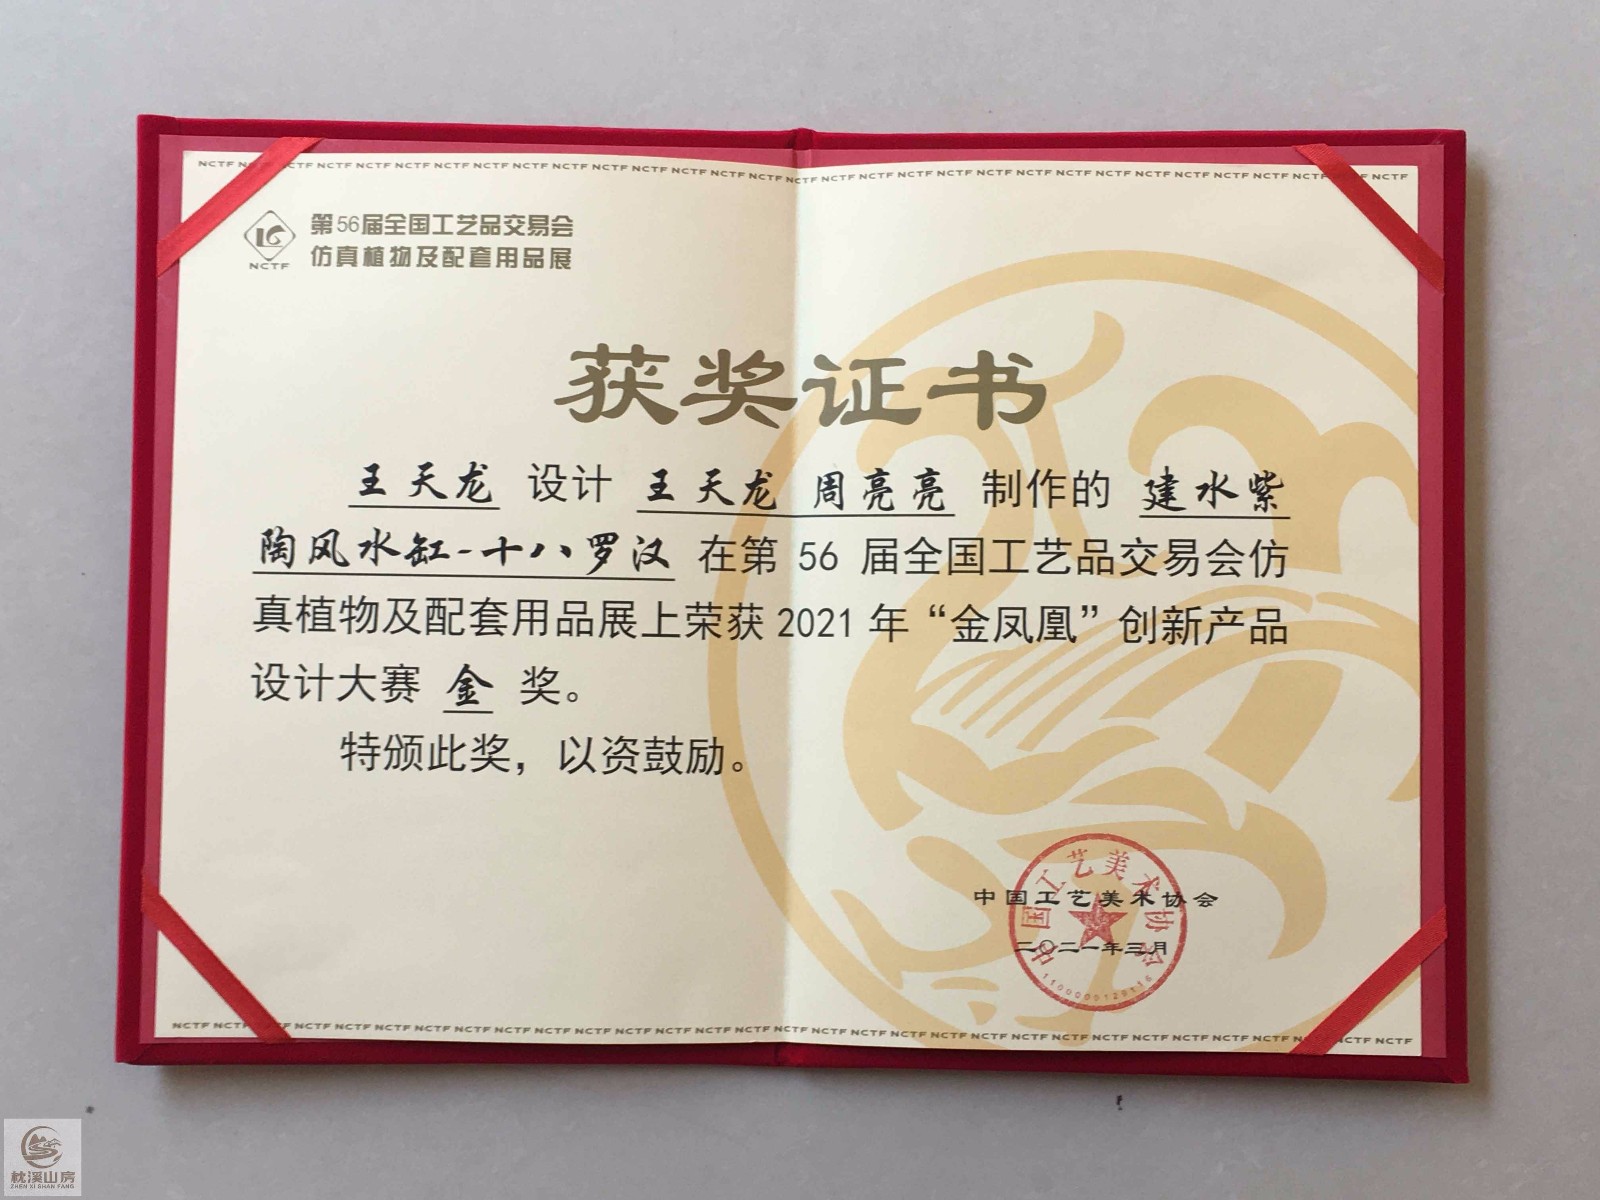 NCTF NCTF NCTF NCTF NCTF NCTF NCTF NCTF NCTF NCTF NCTF NCTF NCTF NCTF NCTF NCTF NCTF NCTF NCTF NCTF NCTF NCTF NCTF NCTF NCTF NCTF NCTF NCTF NCTF NCTF NCTF
第56届全国工艺品交易会
仿真植物及配套用品展
NCTF
获奖证书
王天龙 设计 王天龙 周亮亮 制作的 建水紫
陶风水缸-十八罗汉 在第 56 届全国工艺品交易会仿
真植物及配套用品展上荣获 2021 年“金凤凰”创新产品
设计大赛 金 奖。
特颁此奖，以资鼓励。
中国工艺美术协会
二〇二一年三月
中国工艺美术协会
NCTF NCTF NCTF NCTF NCTF NCTF NCTF NCTF NCTF NCTF NCTF NCTF NCTF NCTF NCTF NCTF NCTF NCTF NCTF NCTF NCTF NCTF NCTF NCTF NCTF NCTF NCTF NCTF NCTF NCTF NCTF
枕溪山房
ZHEN XI SHAN FANG